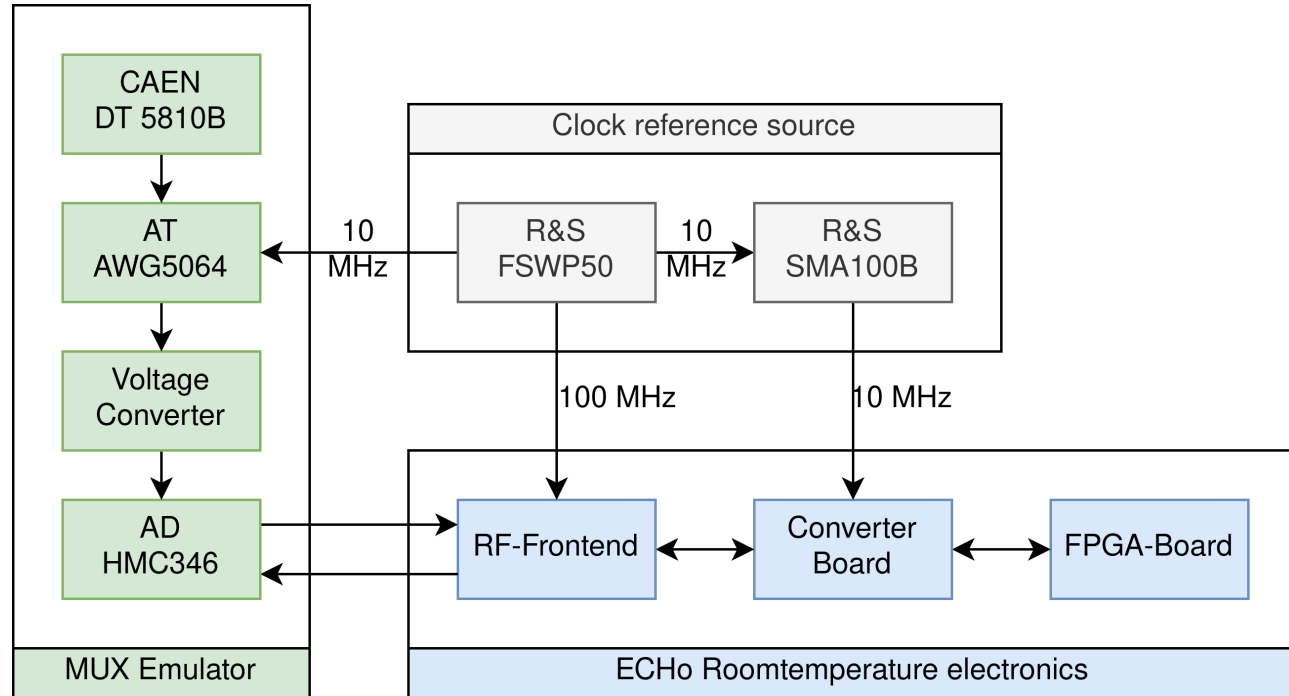 CAEN
DT 5810B
Clock reference source
AT
AWG5064
10
MHz
R&S
FSWP50
10
MHz
R&S
SMA100B
Voltage
Converter
100 MHz
10 MHz
AD
HMC346
RF-Frontend
Converter
Board
FPGA-Board
MUX Emulator
ECHo Roomtemperature electronics